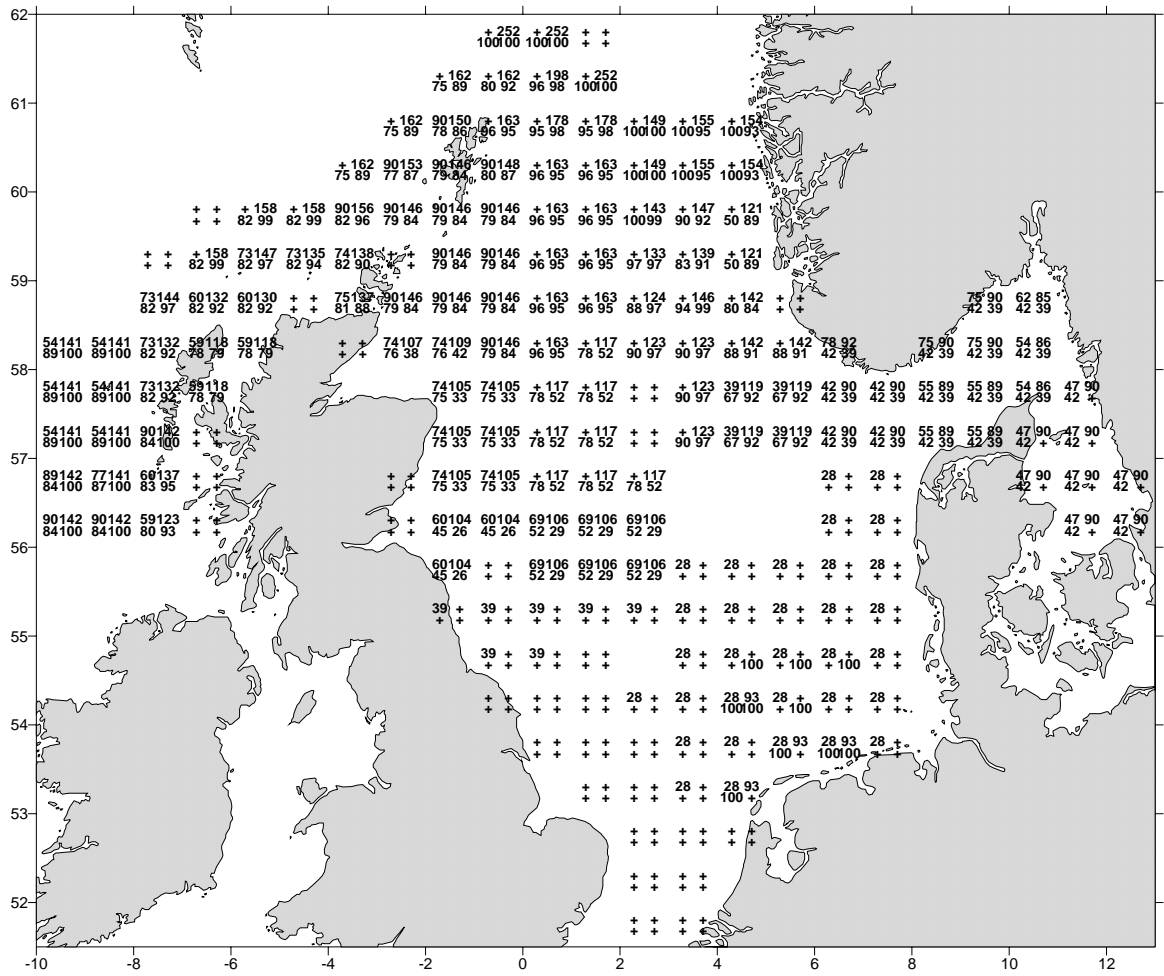 62
+ 252 + 252 + +
100100 100100 + +
+ 162 + 162 + 198 + 252
75 89 80 92 96 98 100100
61
+ 162 90150 + 163 + 178 + 178 + 149 + 155 + 154
75 89 78 86 96 95 95 98 95 98 100100 10095 10093
+ 162 90153 90146 90148 + 163 + 163 + 149 + 155 + 154
75 89 77 87 79 84 80 87 96 95 96 95 100100 10095 10093
60
+ + + 158 + 158 90156 90146 90146 90146 + 163 + 163 + 143 + 147 + 121
+ + 82 99 82 99 82 96 79 84 79 84 79 84 96 95 96 95 10099 90 92 50 89
+ + + 158 73147 73135 74138 + + 90146 90146 + 163 + 163 + 133 + 139 + 121
+ + 82 99 82 97 82 94 82 90 + + 79 84 79 84 96 95 96 95 97 97 83 91 50 89
59
73144 60132 60130 + + 75137 90146 90146 90146 + 163 + 163 + 124 + 146 + 142 + + 75 90 62 85
82 97 82 92 82 92 + + 81 88 79 84 79 84 79 84 96 95 96 95 88 97 94 99 80 84 + + 42 39 42 39
54141 54141 73132 59118 59118 + + 74107 74109 90146 + 163 + 117 + 123 + 123 + 142 + 142 78 92 75 90 75 90 54 86
89100 89100 82 92 78 79 78 79 + + 76 38 76 42 79 84 96 95 78 52 90 97 90 97 88 91 88 91 42 39 42 39 42 39 42 39
58
54141 54141 73132 59118 74105 74105 + 117 + 117 + + + 123 39119 39119 42 90 42 90 55 89 55 89 54 86 47 90
89100 89100 82 92 78 79 75 33 75 33 78 52 78 52 + + 90 97 67 92 67 92 42 39 42 39 42 39 42 39 42 39 42 +
54141 54141 90142 + + 74105 74105 + 117 + 117 + + + 123 39119 39119 42 90 42 90 55 89 55 89 47 90 47 90
89100 89100 84100 + + 75 33 75 33 78 52 78 52 + + 90 97 67 92 67 92 42 39 42 39 42 39 42 39 42 + 42 +
57
89142 77141 60137 + + + + 74105 74105 + 117 + 117 + 117 28 + 28 + 47 90 47 90 47 90
84100 87100 83 95 + + + + 75 33 75 33 78 52 78 52 78 52 + + + + 42 + 42 + 42 +
90142 90142 59123 + + + + 60104 60104 69106 69106 69106 28 + 28 + 47 90 47 90
84100 84100 80 93 + + + + 45 26 45 26 52 29 52 29 52 29 + + + + 42 + 42 +
56
60104 + + 69106 69106 69106 28 + 28 + 28 + 28 + 28 +
45 26 + + 52 29 52 29 52 29 + + + + + + + + + +
39 + 39 + 39 + 39 + 39 + 28 + 28 + 28 + 28 + 28 +
+ + + + + + + + + + + + + + + + + + +
55
39 + 39 + + + 28 + 28 + 28 + 28 + 28 +
+ + + + + + + + + 100 + 100 + 100 + +
+ + + + + + 28 + 28 + 28 93 28 + 28 + 28 +
+ + + + + + + + + + 100100 + 100 + + + +
54
+ + + + + + 28 + 28 + 28 93 28 93 28 +
+ + + + + + + + + + 100 + 100100 + +
+ + + + 28 + 28 93
+ + + + + + 100 +
53
+ + + + + +
+ + + + + +
+ + + +
+ + + +
52
+ + + +
+ + + +
-10 -8 -6 -4 -2 0 2 4 6 8 10 12